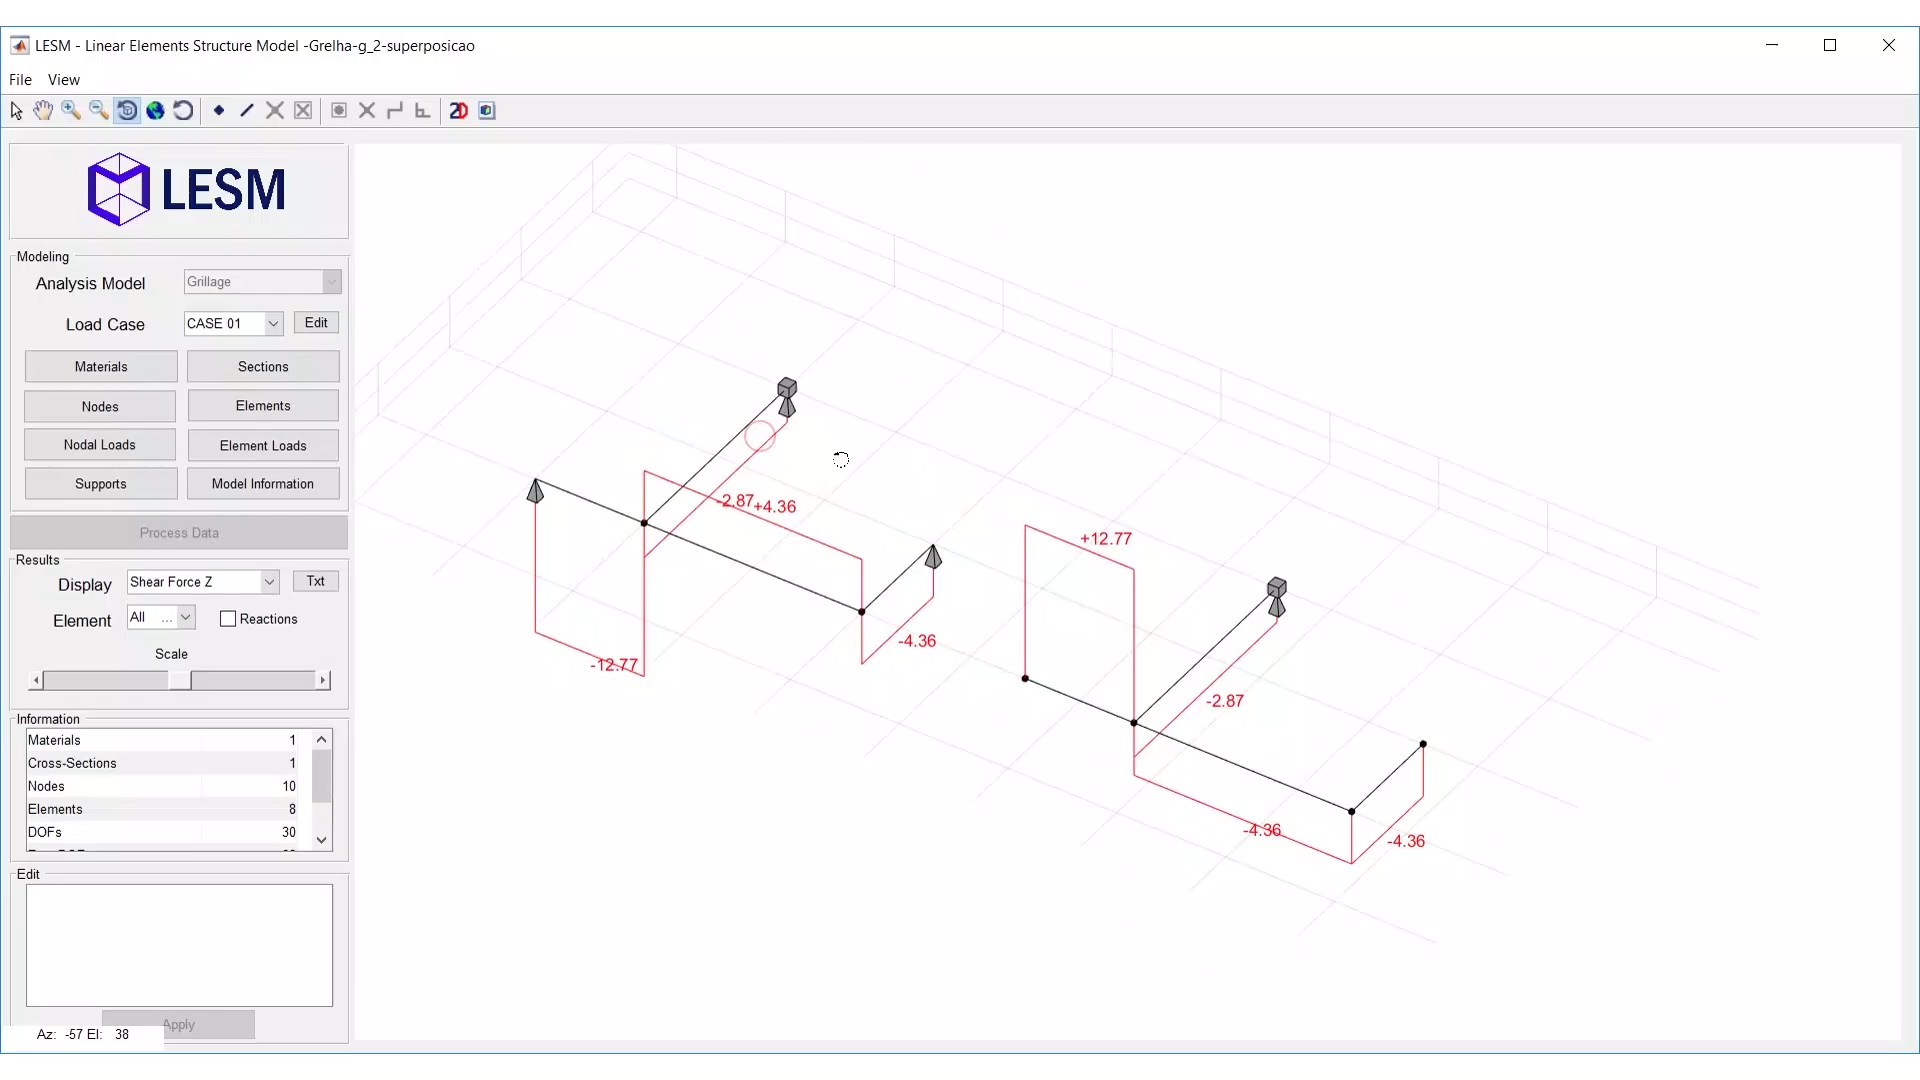 LESM - Linear Elements Structure Model -Grelha-g_2-superposicao
File View
2D
LESM
Modeling
Analysis Model Grillage
Load Case CASE 01 Edit
Materials Sections
Nodes Elements
Nodal Loads Element Loads
Supports Model Information
Process Data
Results
Display Shear Force Z Txt
Element All ... Reactions
Scale
Information
Materials 1
Cross-Sections 1
Nodes 10
Elements 8
DOFs 30
Edit
Apply
Az: -57 El: 38
-2.87
+4.36
-12.77
-4.36
+12.77
-2.87
-4.36
-4.36